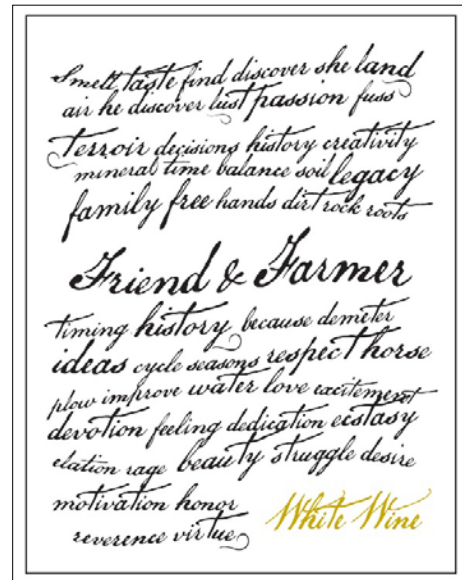 Smell taste find discover she land
air he discover lust passion fuss
Terroir decisions history creativity
mineral time balance soil legacy
family free hands dirt rock roots
Friend & Farmer
timing history because demeter
ideas cycle seasons respect horse
plow improve water love excitement
devotion feeling dedication ecstasy
elation rage beauty struggle desire
motivation honor
reverence virtue
White Wine